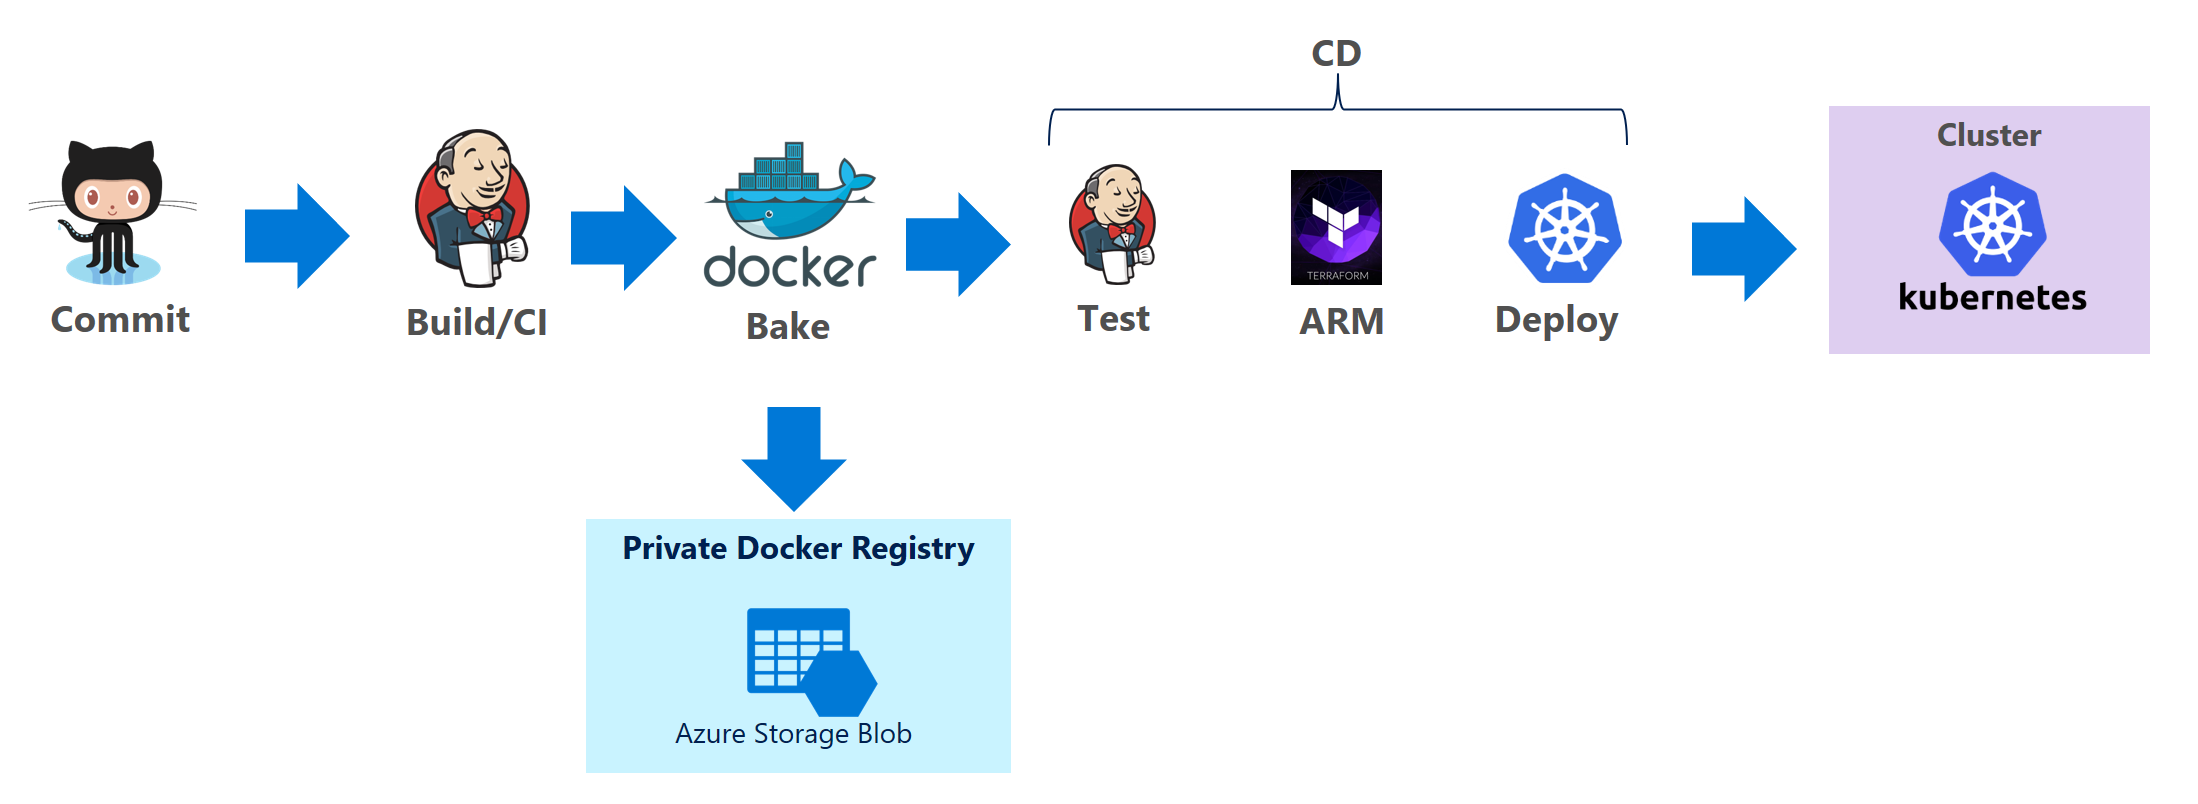 CD
Cluster
docker
TERRAFORM
kubernetes
Commit
Build/CI
Bake
Test
ARM
Deploy
Private Docker Registry
Azure Storage Blob